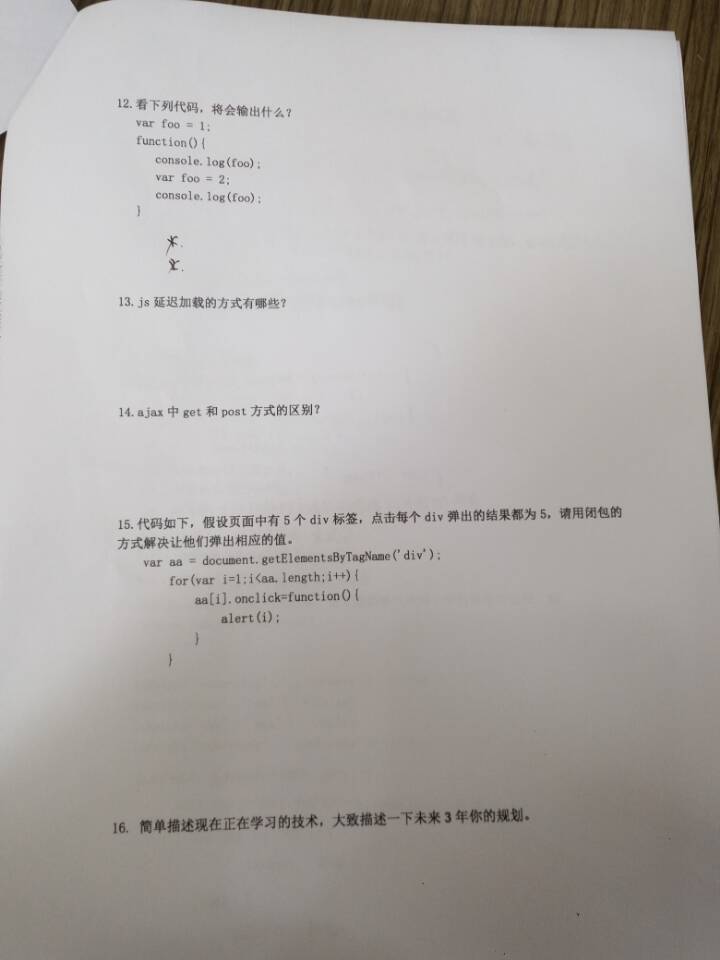 12.看下列代码，将会输出什么？
var foo = 1;
function(){
console.log(foo);
var foo = 2;
console.log(foo);
}
13.js 延迟加载的方式有哪些？
14.ajax 中 get 和 post 方式的区别？
15.代码如下，假设页面中有 5 个 div 标签，点击每个 div 弹出的结果都为 5，请用闭包的
方式解决让他们弹出相应的值。
var aa = document.getElementsByTagName('div');
for(var i=1;i<aa.length;i++){
aa[i].onclick=function(){
alert(i);
}
}
16. 简单描述现在正在学习的技术，大致描述一下未来 3 年你的规划。